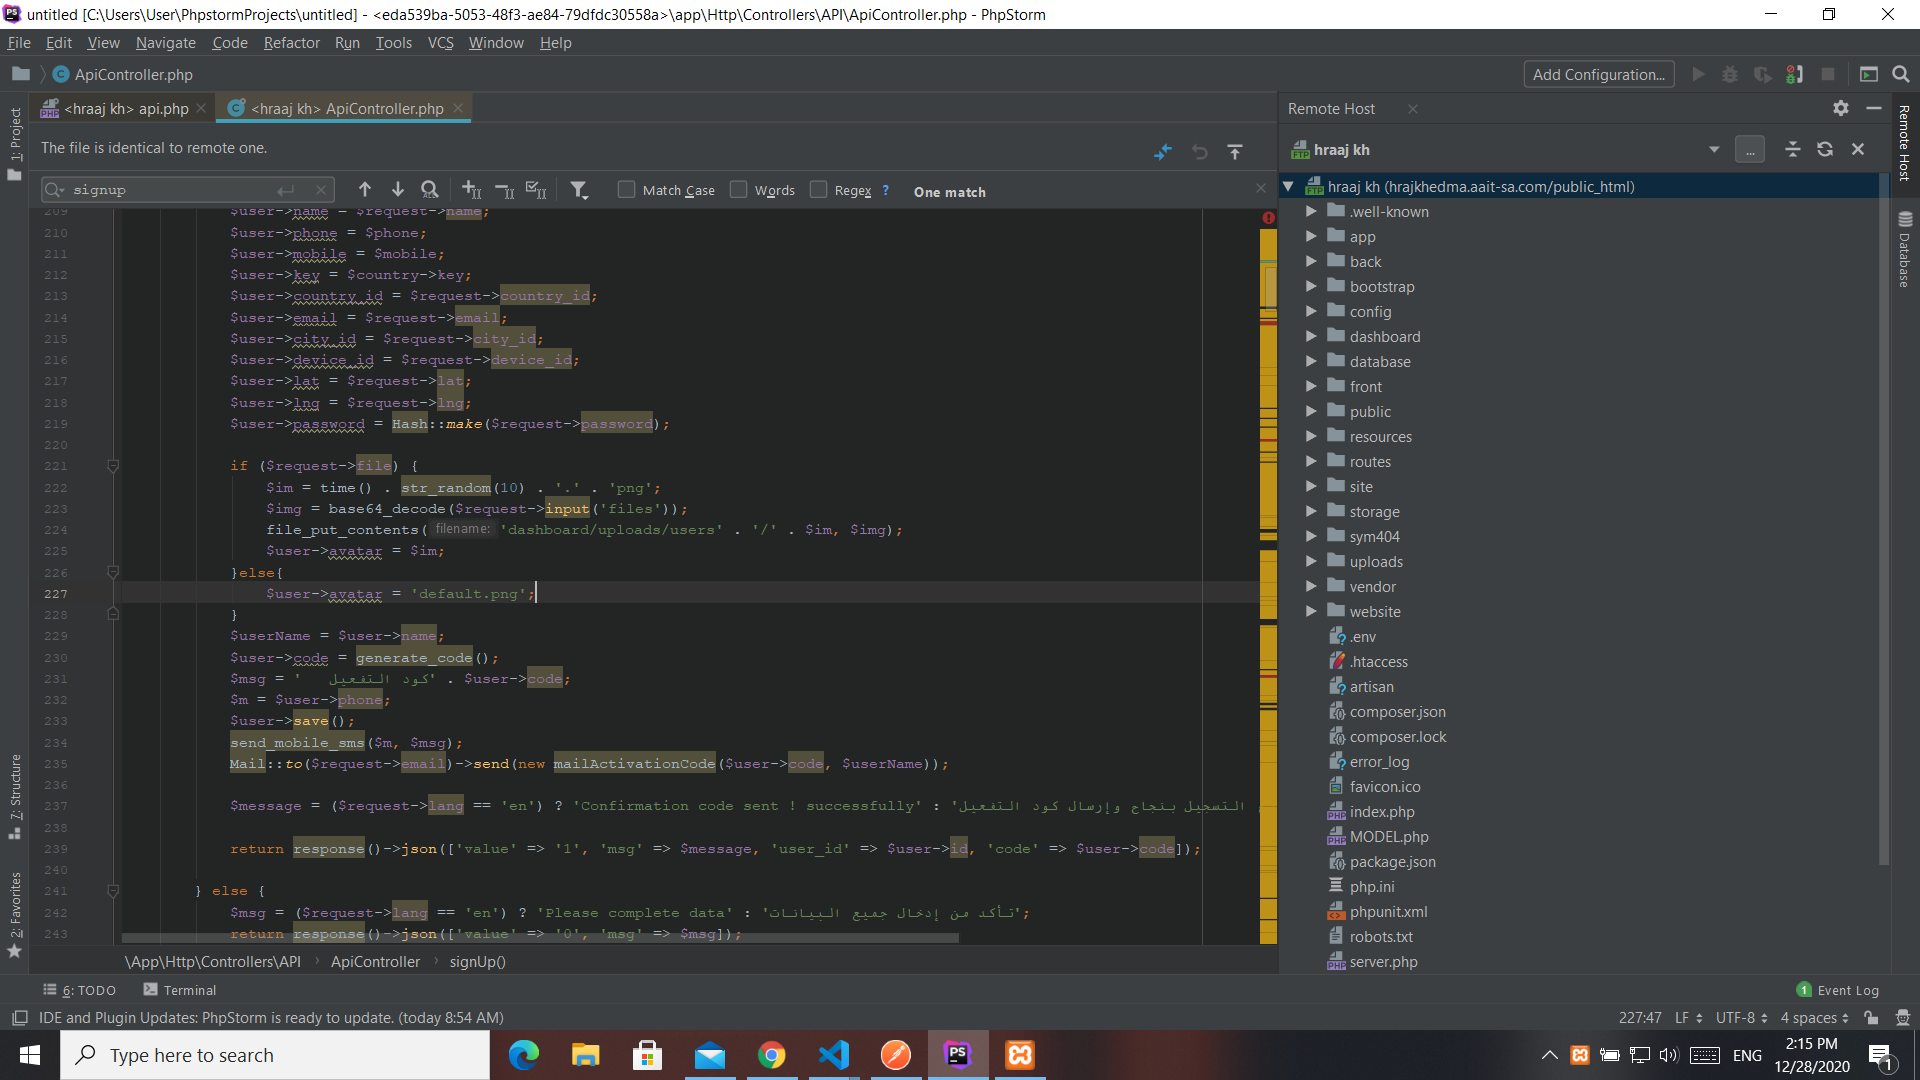 untitled [C:\Users\User\PhpstormProjects\untitled] - <eda539ba-5053-48f3-ae84-79dfdc30558a>\app\Http\Controllers\API\ApiController.php - PhpStorm
File Edit View Navigate Code Refactor Run Tools VCS Window Help
ApiController.php
Add Configuration...
<hraaj kh> api.php
<hraaj kh> ApiController.php
The file is identical to remote one.
signup
Match Case
Words
Regex ?
One match
209 $user->name = $request->name;
210 $user->phone = $phone;
211 $user->mobile = $mobile;
212 $user->key = $country->key;
213 $user->country_id = $request->country_id;
214 $user->email = $request->email;
215 $user->city_id = $request->city_id;
216 $user->device_id = $request->device_id;
217 $user->lat = $request->lat;
218 $user->lng = $request->lng;
219 $user->password = Hash::make($request->password);
220
221 if ($request->file) {
222 $im = time() . str_random(10) . '.' . 'png';
223 $img = base64_decode($request->input('files'));
224 file_put_contents( filename: 'dashboard/uploads/users' . '/' . $im, $img);
225 $user->avatar = $im;
226 }else{
227 $user->avatar = 'default.png';
228 }
229 $userName = $user->name;
230 $user->code = generate_code();
231 $msg = 'كود التفعيل   ' . $user->code;
232 $m = $user->phone;
233 $user->save();
234 send_mobile_sms($m, $msg);
235 Mail::to($request->email)->send(new mailActivationCode($user->code, $userName));
236
237 $message = ($request->lang == 'en') ? 'Confirmation code sent ! successfully' : 'التسجيل بنجاح وإرسال كود التفعيل
238
239 return response()->json(['value' => '1', 'msg' => $message, 'user_id' => $user->id, 'code' => $user->code]);
240
241 } else {
242 $msg = ($request->lang == 'en') ? 'Please complete data' : 'تأكد من إدخال جميع البيانات';
243 return response()->json(['value' => '0', 'msg' => $msg]);
\App\Http\Controllers\API
ApiController
signUp()
1: Project
7: Structure
2: Favorites
Remote Host
hraaj kh
...
hraaj kh (hrajkhedma.aait-sa.com/public_html)
.well-known
app
back
bootstrap
config
dashboard
database
front
public
resources
routes
site
storage
sym404
uploads
vendor
website
.env
.htaccess
artisan
composer.json
composer.lock
error_log
favicon.ico
index.php
MODEL.php
package.json
php.ini
phpunit.xml
robots.txt
server.php
Remote Host
Database
6: TODO
Terminal
1 Event Log
IDE and Plugin Updates: PhpStorm is ready to update. (today 8:54 AM)
227:47 LF UTF-8 4 spaces
Type here to search
ENG
2:15 PM
12/28/2020
1